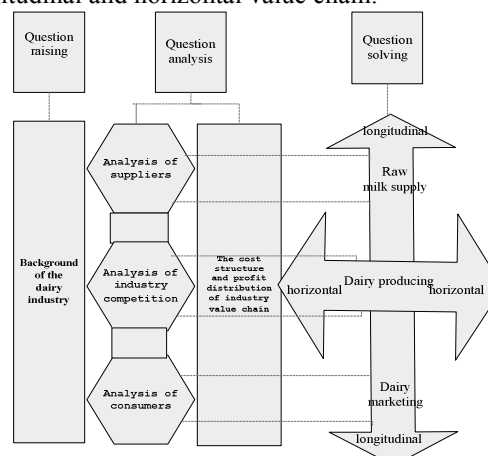 itudinal and horizontal value chain.
Question
raising
Question
analysis
Question
solving
Analysis of
suppliers
Background
of the
dairy
industry
Analysis of
industry
competition
Analysis of
consumers
The cost
structure
and profit
distribution
of industry
value chain
longitudinal
Raw
milk supply
horizontal
Dairy producing
horizontal
Dairy
marketing
longitudinal